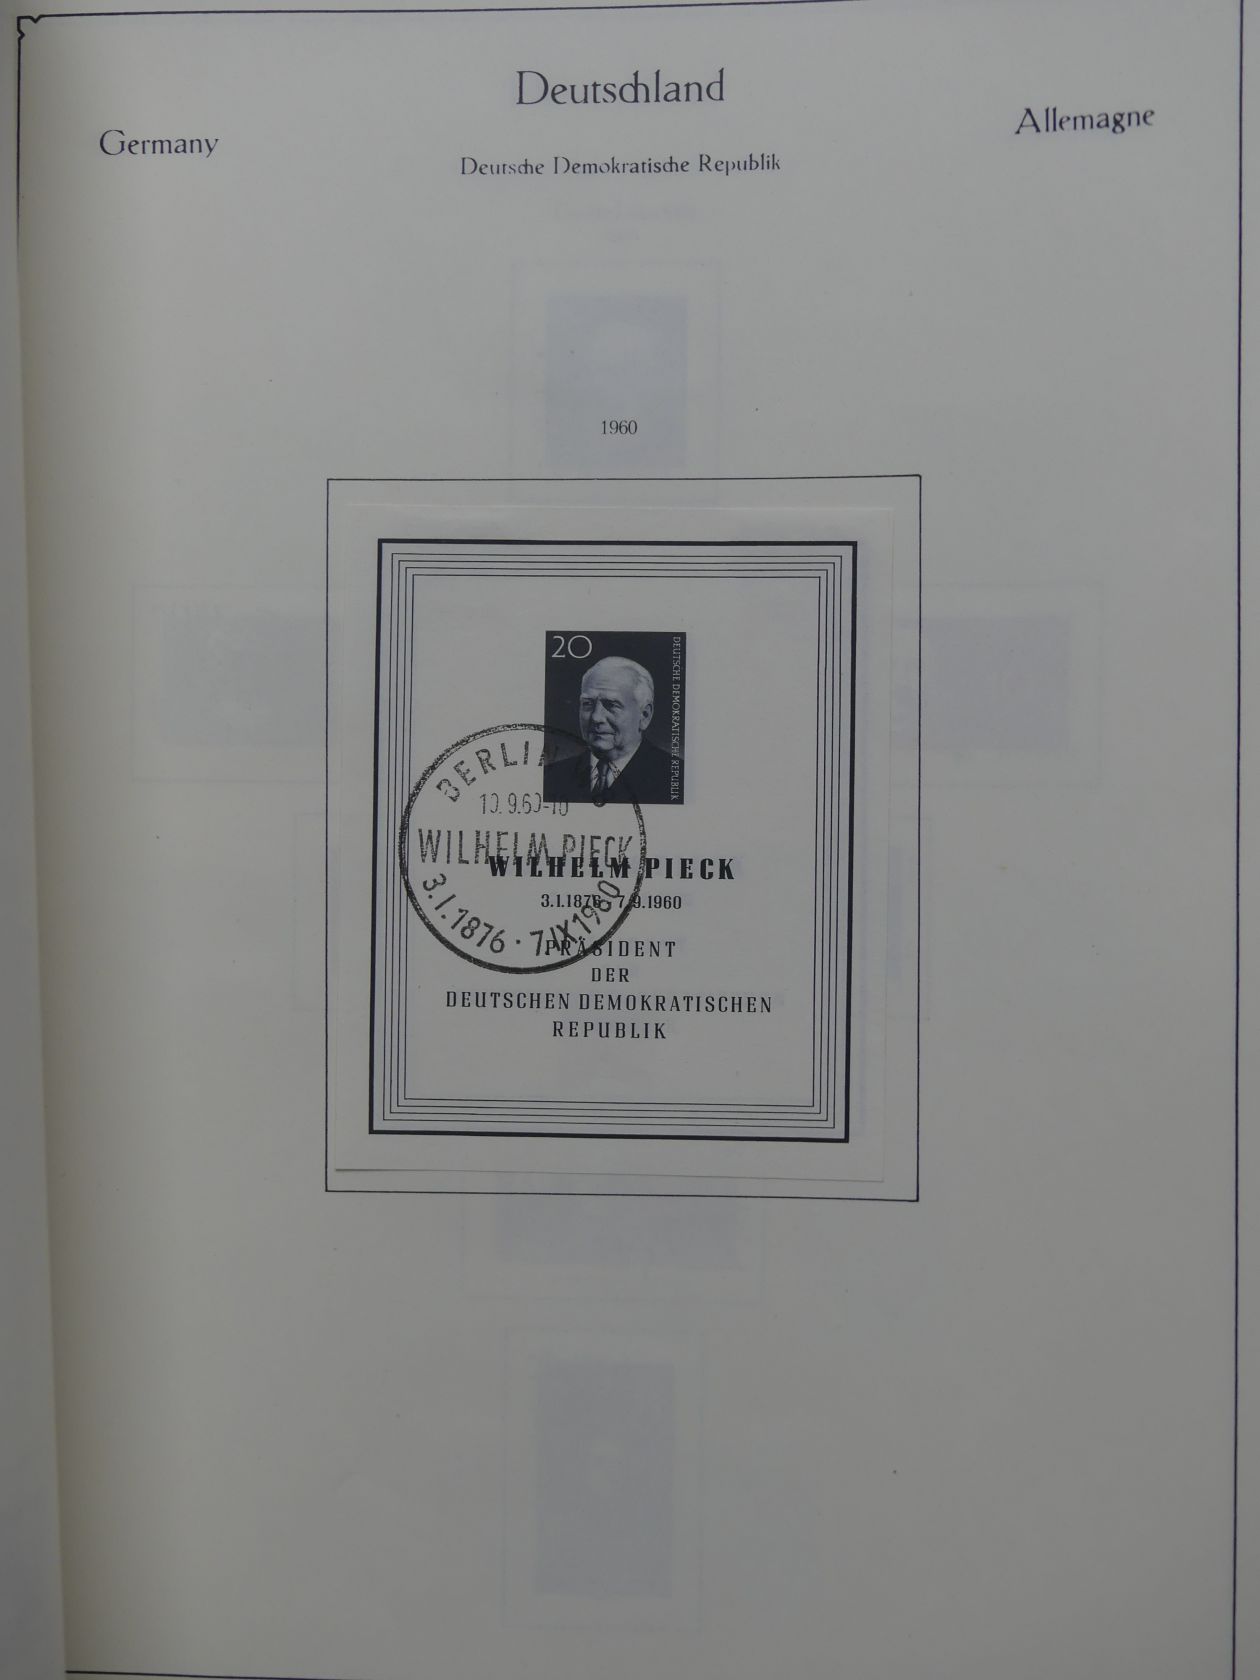 Deutschland
Germany
Allemagne
Deutsche Demokratische Republik
1960
20
DEUTSCHE DEMOKRATISCHE REPUBLIK
BERLIN
10.9.60-10
WILHELM PIECK
3.I.1876 · 7.IX1960
WILHELM PIECK
3.1.1876 7.9.1960
PRÄSIDENT
DER
DEUTSCHEN DEMOKRATISCHEN
REPUBLIK